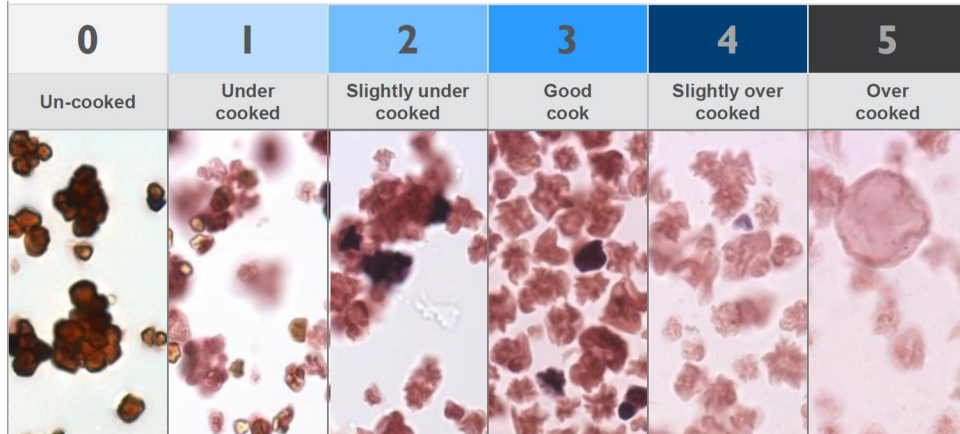 0 1 2 3 4 5
Un-cooked
Under
cooked
Slightly under
cooked
Good
cook
Slightly over
cooked
Over
cooked